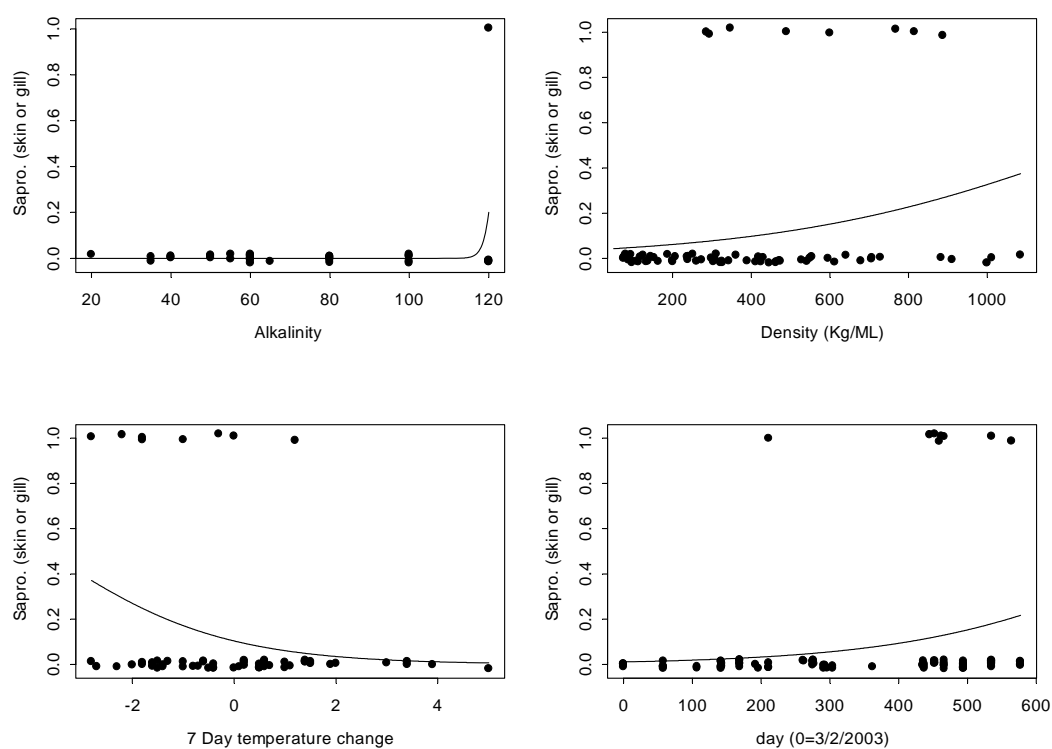 Sapro. (skin or gill)
1.0
0.8
0.6
0.4
0.2
0.0
20 40 60 80 100 120
Alkalinity
Sapro. (skin or gill)
1.0
0.8
0.6
0.4
0.2
0.0
200 400 600 800 1000
Density (Kg/ML)
Sapro. (skin or gill)
1.0
0.8
0.6
0.4
0.2
0.0
-2 0 2 4
7 Day temperature change
Sapro. (skin or gill)
1.0
0.8
0.6
0.4
0.2
0.0
0 100 200 300 400 500 600
day (0=3/2/2003)